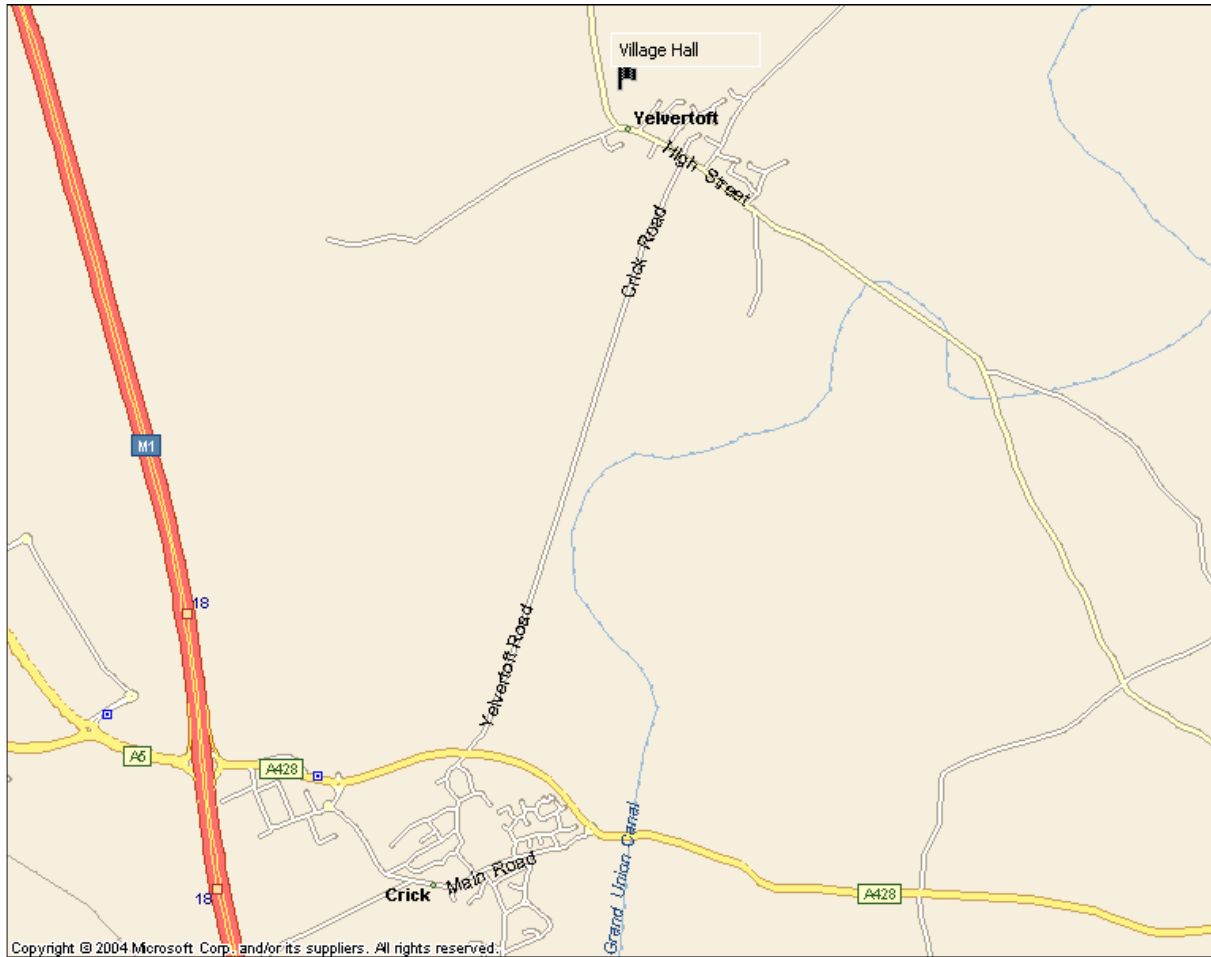 Village Hall
Yelvertoft
High Street
Crick Road
M1
18
Yelvertoft Road
A5
A428
Grand Union Canal
Main Road
Crick
18
A428
Copyright © 2004 Microsoft Corp. and/or its suppliers. All rights reserved.